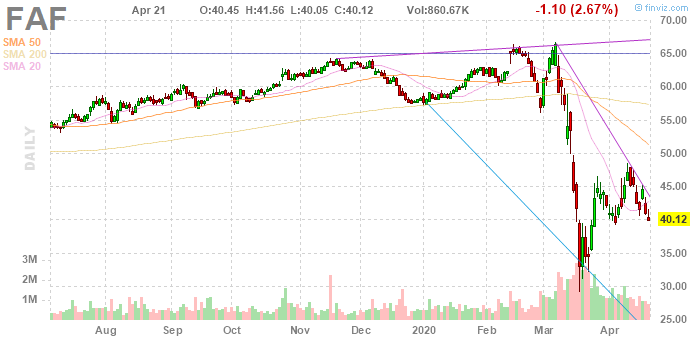 FAF Apr 21 O:40.45 H:41.56 L:40.05 C:40.12 Vol:860.67K -1.10 (2.67%) © finviz.com
SMA 50
SMA 200
SMA 20
DAILY
70.00
65.00
60.00
55.00
50.00
45.00
40.12
35.00
30.00
25.00
3M
2M
1M
Aug Sep Oct Nov Dec 2020 Feb Mar Apr